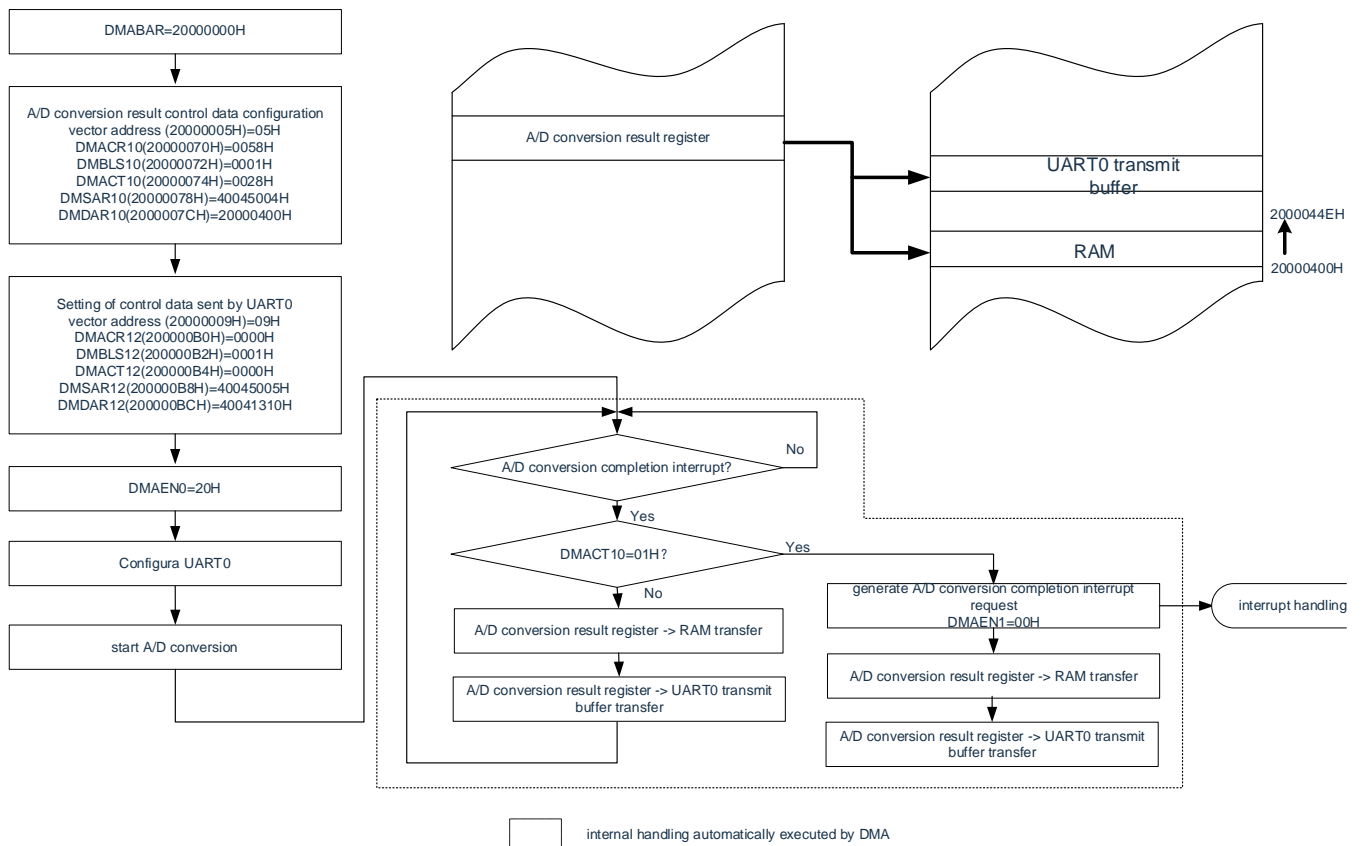 DMABAR=20000000H
A/D conversion result control data configuration
vector address (20000005H)=05H
DMACR10(20000070H)=0058H
DMBLS10(20000072H)=0001H
DMACT10(20000074H)=0028H
DMSAR10(20000078H)=40045004H
DMDAR10(2000007CH)=20000400H
Setting of control data sent by UART0
vector address (20000009H)=09H
DMACR12(200000B0H)=0000H
DMBLS12(200000B2H)=0001H
DMACT12(200000B4H)=0000H
DMSAR12(200000B8H)=40045005H
DMDAR12(200000BCH)=40041310H
DMAEN0=20H
Configura UART0
start A/D conversion
A/D conversion result register
UART0 transmit
buffer
2000044EH
RAM
20000400H
A/D conversion completion interrupt?
No
Yes
DMACT10=01H?
Yes
No
A/D conversion result register -> RAM transfer
A/D conversion result register -> UART0 transmit
buffer transfer
generate A/D conversion completion interrupt
request
DMAEN1=00H
interrupt handling
A/D conversion result register -> RAM transfer
A/D conversion result register -> UART0 transmit
buffer transfer
internal handling automatically executed by DMA